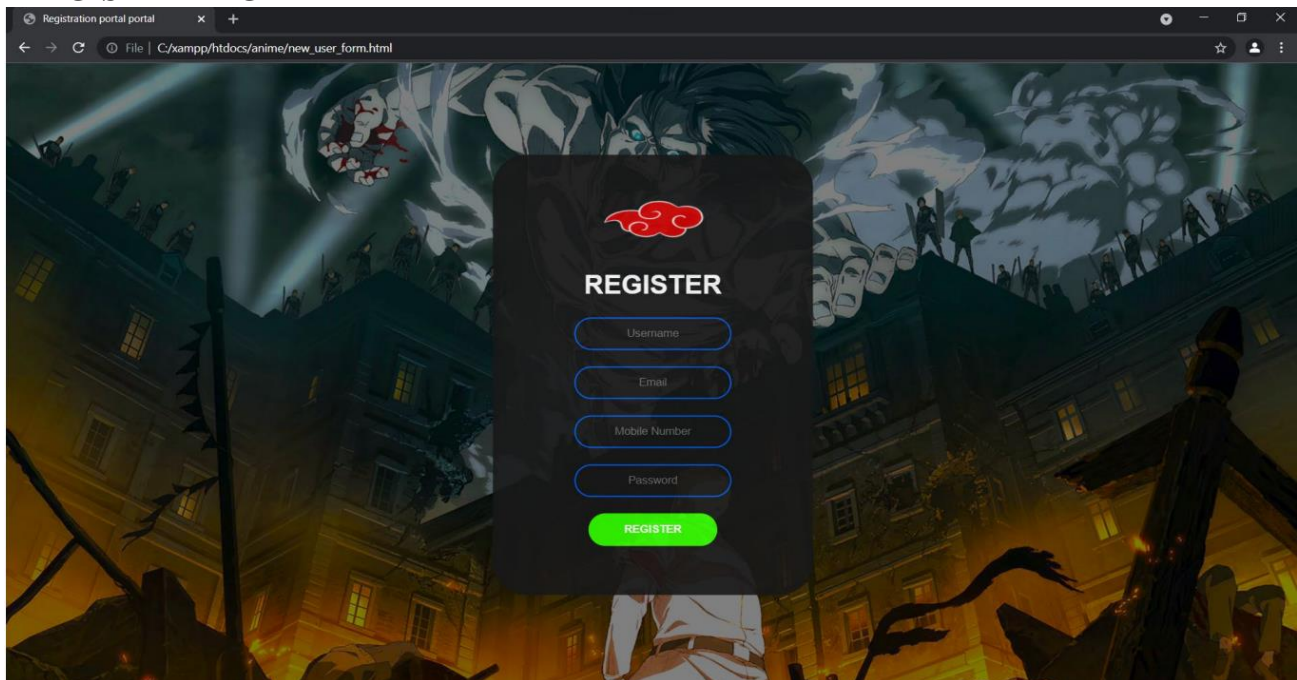 Registration portal portal
File | C:/xampp/htdocs/anime/new_user_form.html
REGISTER
Username
Email
Mobile Number
Password
REGISTER